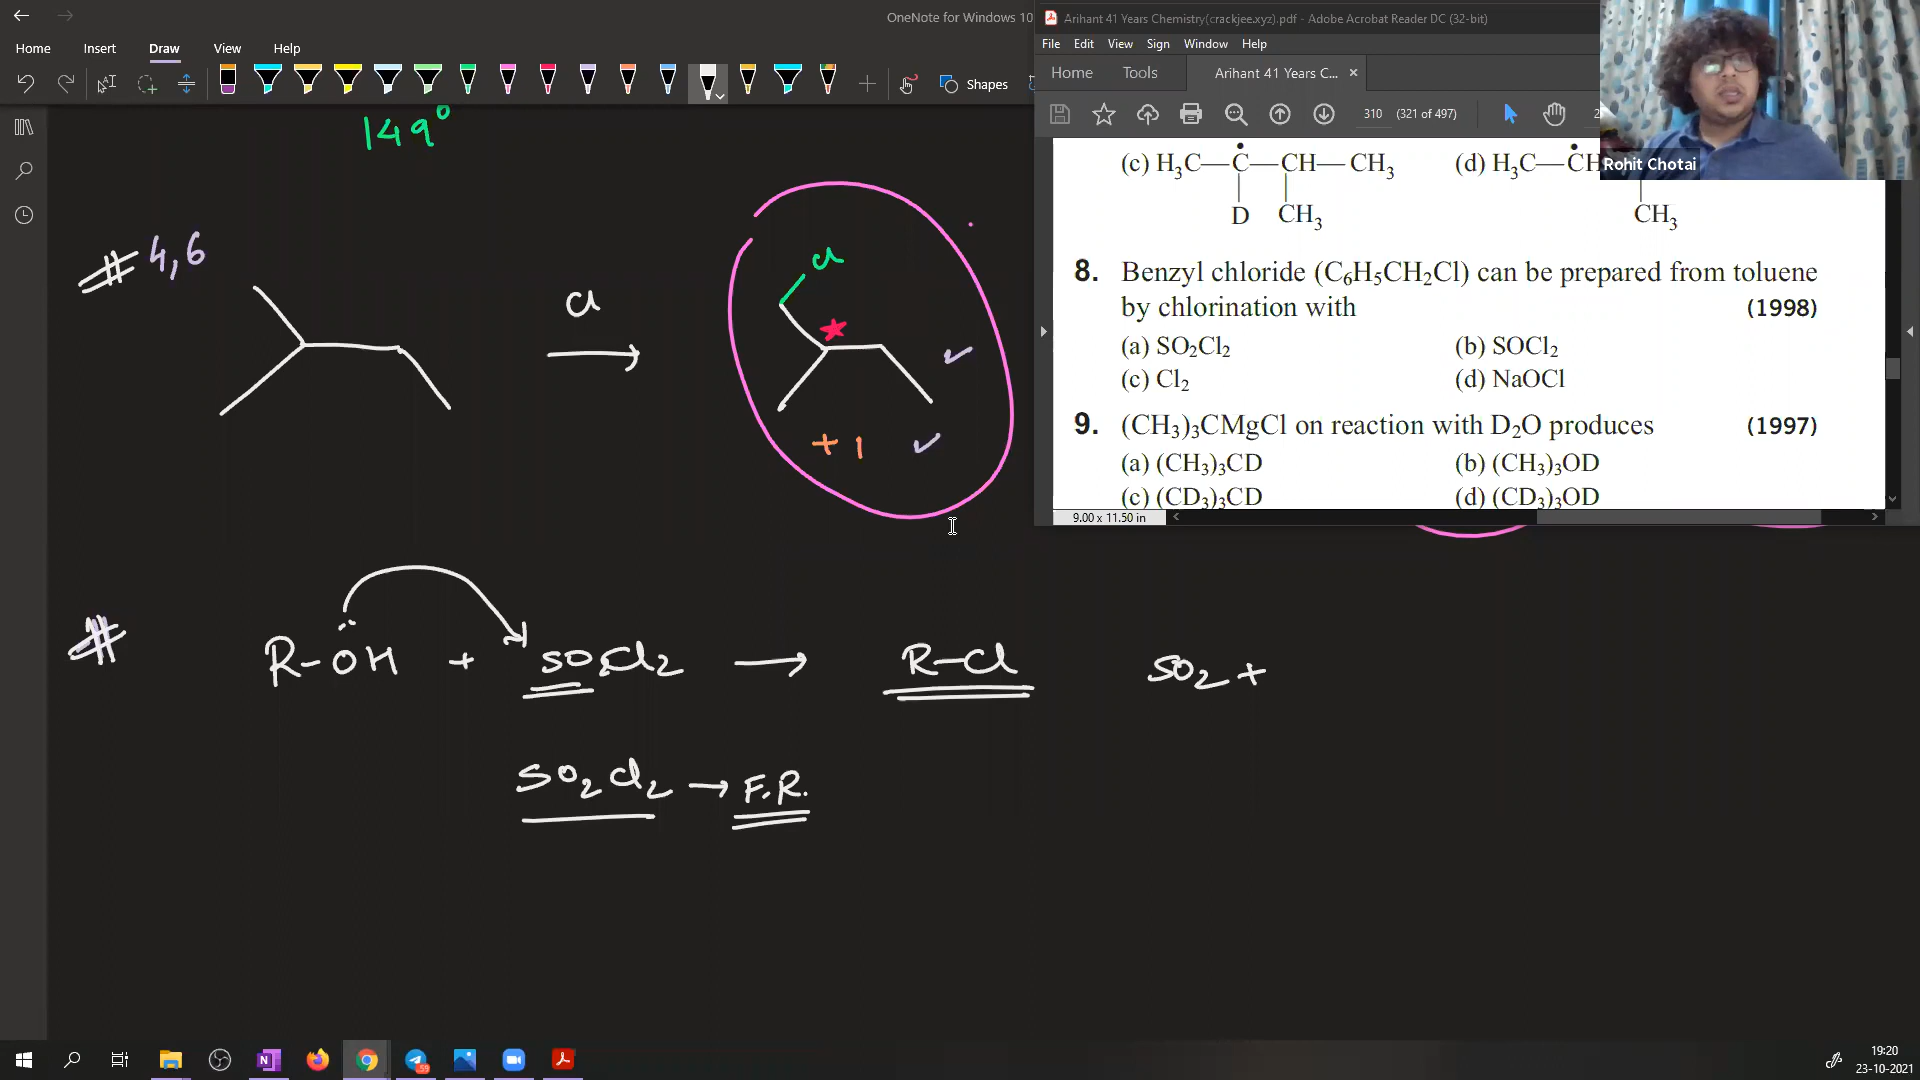 OneNote for Windows 10
Home Insert Draw View Help
Shapes
149°
# 4,6
Cl
Cl
+1
R-ÖH + SOCl2 → R-Cl SO2 +
SO2Cl2 → F.R.
Arihant 41 Years Chemistry(crackjee.xyz).pdf - Adobe Acrobat Reader DC (32-bit)
File Edit View Sign Window Help
Home Tools Arihant 41 Years C... ×
310 (321 of 497)
(c) H₃C—Ċ—CH—CH₃ (d) H₃C—ĊH
D CH₃ CH₃
8. Benzyl chloride (C₆H₅CH₂Cl) can be prepared from toluene
by chlorination with (1998)
(a) SO₂Cl₂ (b) SOCl₂
(c) Cl₂ (d) NaOCl
9. (CH₃)₃CMgCl on reaction with D₂O produces (1997)
(a) (CH₃)₃CD (b) (CH₃)₃OD
(c) (CD₃)₃CD (d) (CD₃)₃OD
9.00 x 11.50 in
Rohit Chotai
19:20
23-10-2021